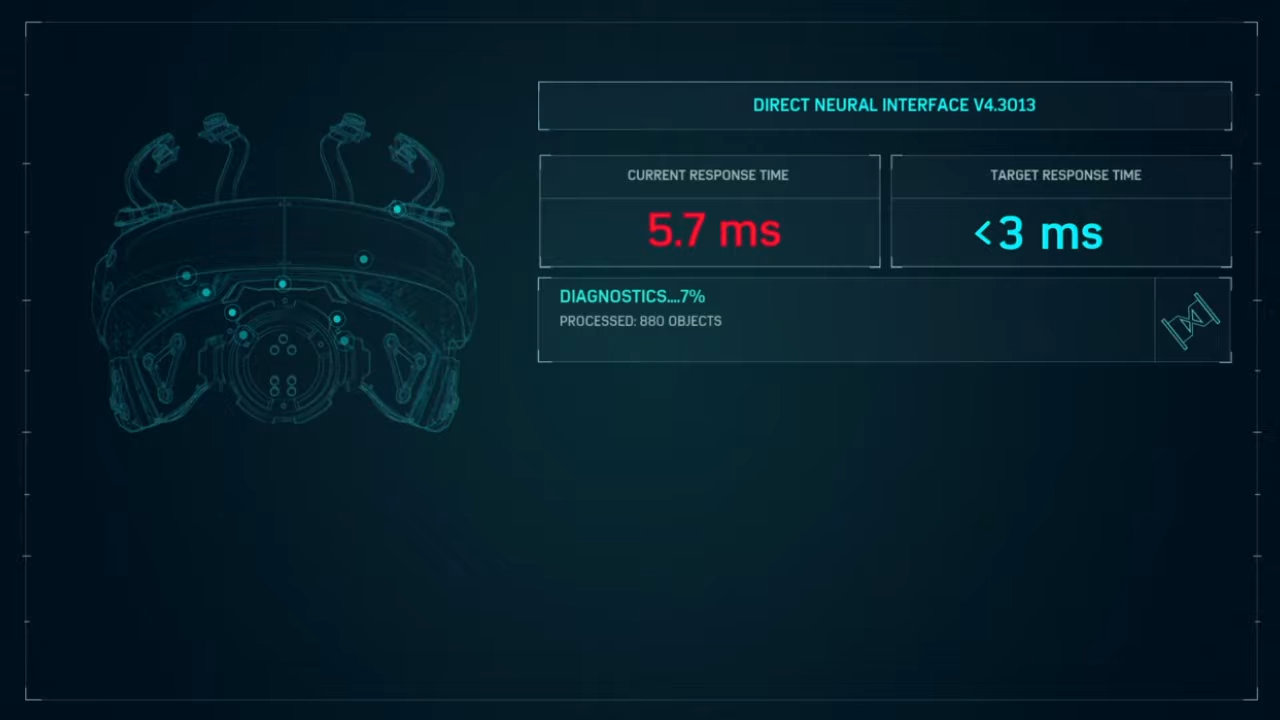 DIRECT NEURAL INTERFACE V4.3013
CURRENT RESPONSE TIME
5.7 ms
TARGET RESPONSE TIME
<3 ms
DIAGNOSTICS....7%
PROCESSED: 880 OBJECTS